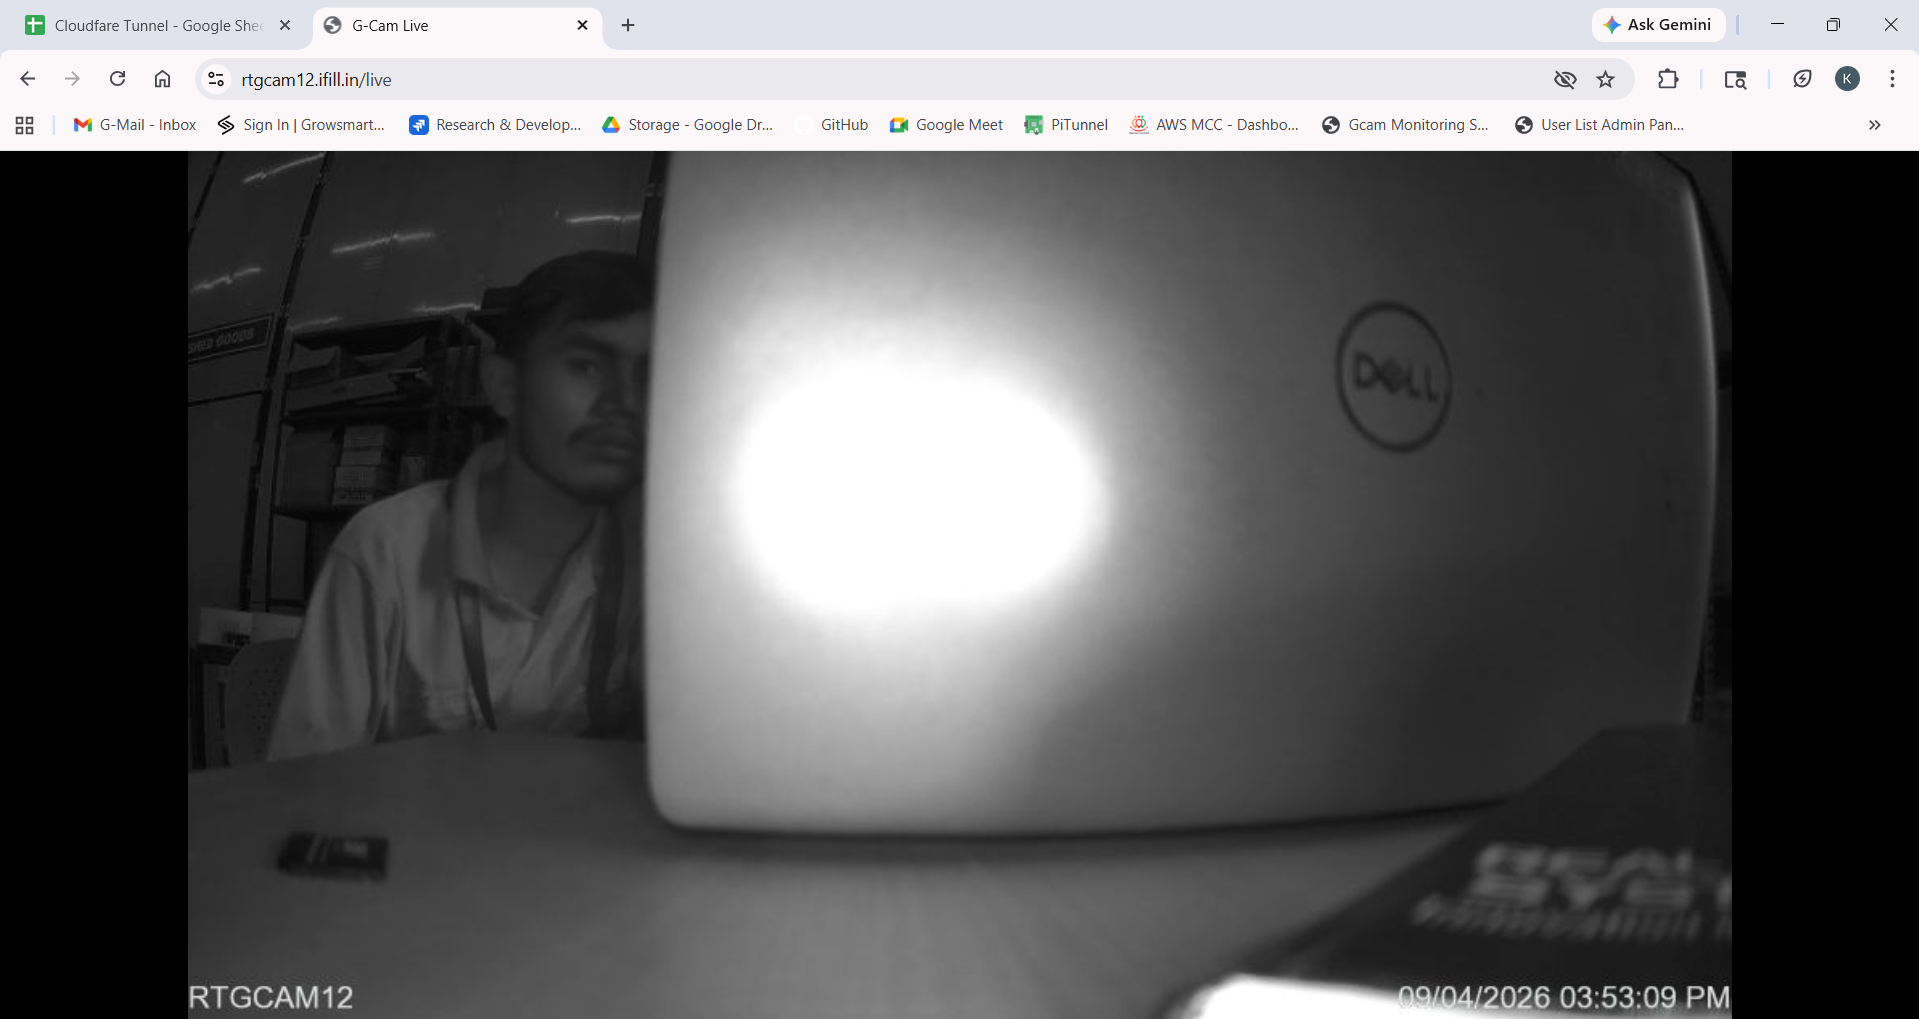 Cloudfare Tunnel - Google She
G-Cam Live
Ask Gemini
rtgcam12.ifill.in/live
K
G-Mail - Inbox
Sign In | Growsmart...
Research & Develop...
Storage - Google Dr...
GitHub
Google Meet
PiTunnel
AWS MCC - Dashbo...
Gcam Monitoring S...
User List Admin Pan...
GOODS
DELL
RTGCAM12
09/04/2026 03:53:09 PM